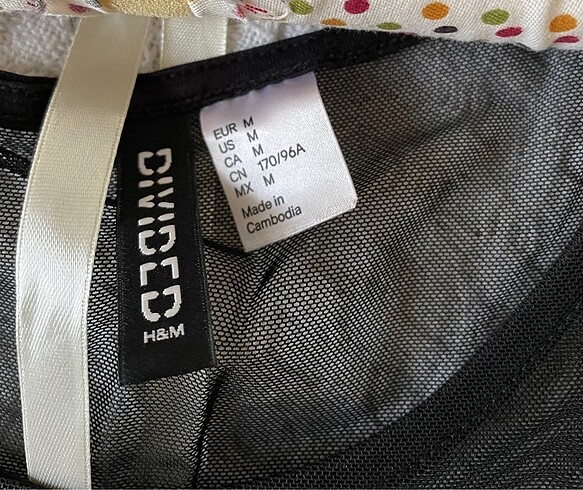 DIVIDED
H&M
EUR M
US M
CA M
CN 170/96A
MX M
Made in
Cambodia